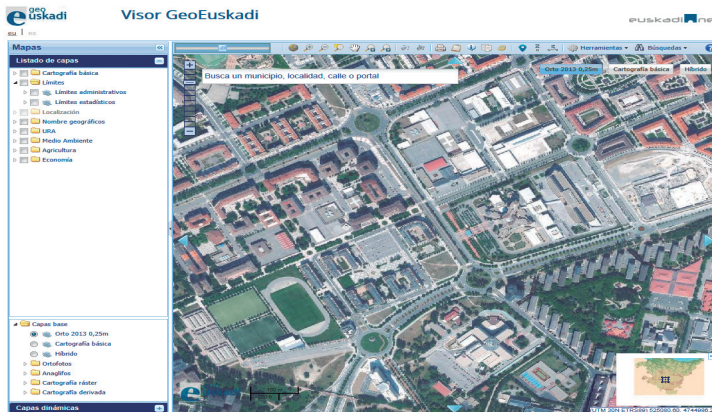 geo
euskadi
Visor GeoEuskadi
euskadi.ne
eu | es
Mapas
Listado de capas
Cartografía básica
Límites
Límites administrativos
Límites estadísticos
Localización
Nombre geográficos
URA
Medio Ambiente
Agricultura
Economía
Capas base
Orto 2013 0,25m
Cartografía básica
Híbrido
Ortofotos
Anaglifos
Cartografía ráster
Cartografía derivada
Capas dinámicas
Herramientas
Búsquedas
Busca un municipio, localidad, calle o portal
Orto 2013 0,25m
Cartografía básica
Híbrido